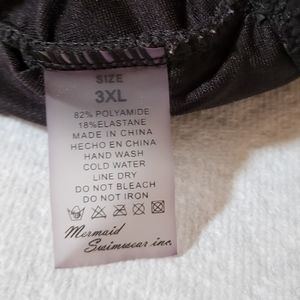 SIZE
3XL
82% POLYAMIDE
18%ELASTANE
MADE IN CHINA
HECHO EN CHINA
HAND WASH
COLD WATER
LINE DRY
DO NOT BLEACH
DO NOT IRON
Mermaid
Swimwear inc.